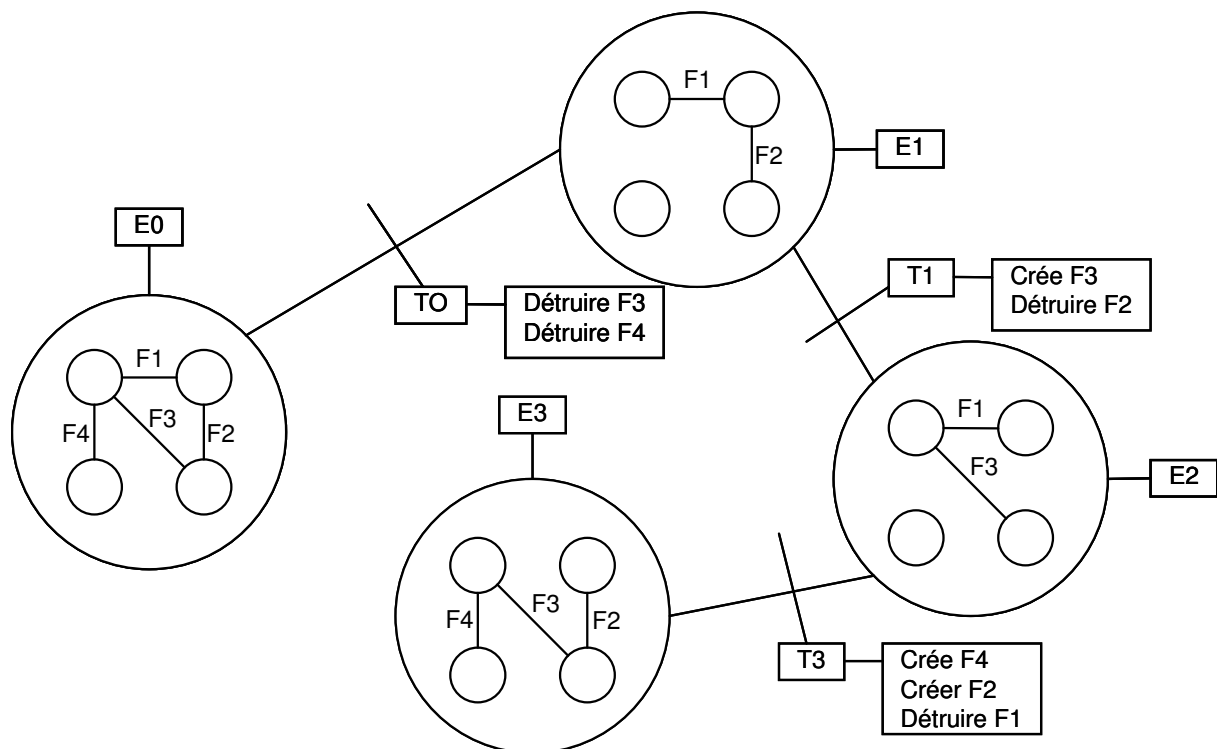 F1
F2
E1
E0
TO
Détruire F3
Détruire F4
T1
Crée F3
Détruire F2
F1
F3
F4
F2
E3
F1
F3
E2
F3
F4
F2
T3
Crée F4
Créer F2
Détruire F1